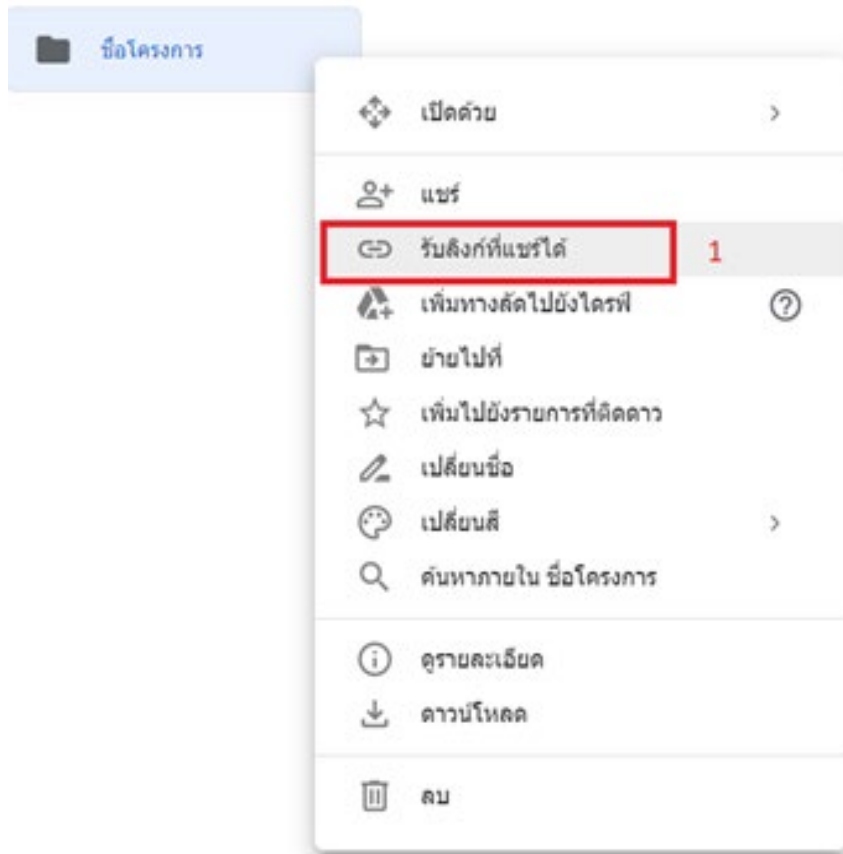 ชื่อโครงการ
เปิดด้วย
แชร์
รับลิงก์ที่แชร์ได้ 1
เพิ่มทางลัดไปยังไดรฟ์
ย้ายไปที่
เพิ่มไปยังรายการที่ติดดาว
เปลี่ยนชื่อ
เปลี่ยนสี
ค้นหาภายใน ชื่อโครงการ
ดูรายละเอียด
ดาวน์โหลด
ลบ